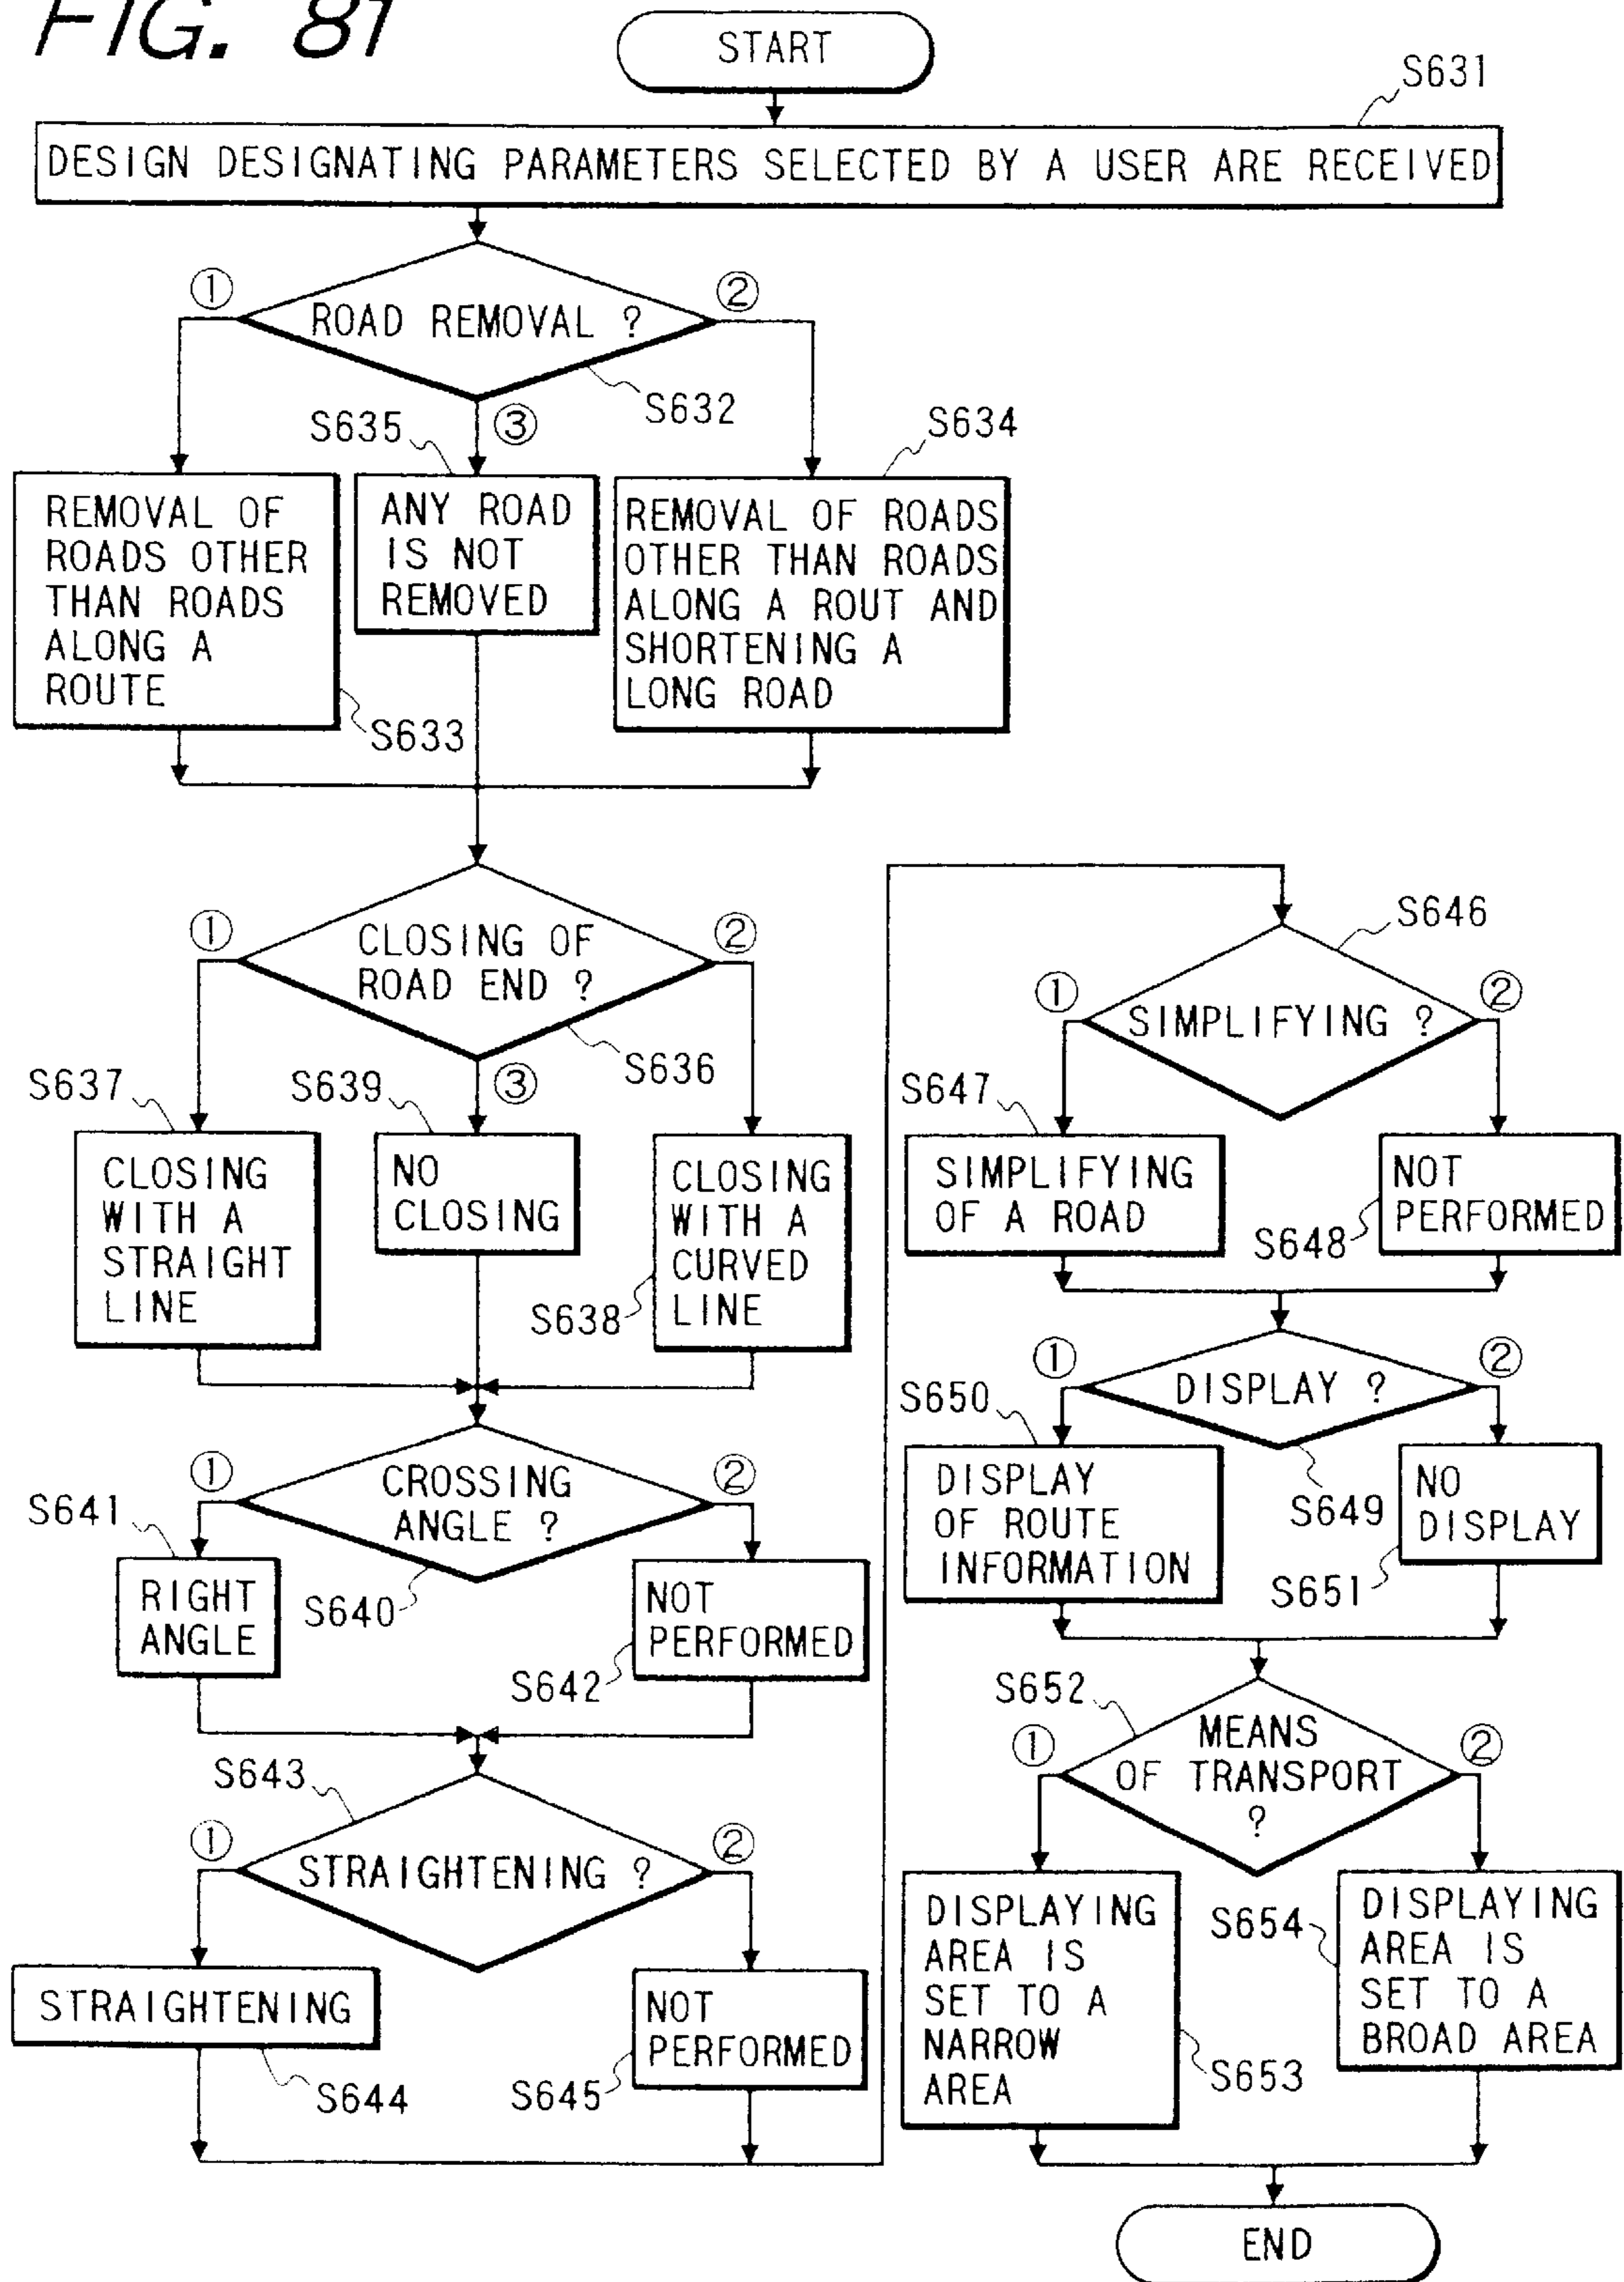 FIG. 81
START
S631
DESIGN DESIGNATING PARAMETERS SELECTED BY A USER ARE RECEIVED
①
②
ROAD REMOVAL ?
S632
③
S635
S634
REMOVAL OF
ROADS OTHER
THAN ROADS
ALONG A
ROUTE
S633
ANY ROAD
IS NOT
REMOVED
REMOVAL OF ROADS
OTHER THAN ROADS
ALONG A ROUT AND
SHORTENING A
LONG ROAD
①
②
CLOSING OF
ROAD END ?
S636
③
S637
S639
CLOSING
WITH A
STRAIGHT
LINE
NO
CLOSING
CLOSING
WITH A
CURVED
LINE
S638
①
②
CROSSING
ANGLE ?
S641
S640
RIGHT
ANGLE
NOT
PERFORMED
S642
S643
①
②
STRAIGHTENING ?
STRAIGHTENING
S644
NOT
PERFORMED
S645
S646
①
②
SIMPLIFYING ?
S647
SIMPLIFYING
OF A ROAD
NOT
PERFORMED
S648
①
②
DISPLAY ?
S650
S649
DISPLAY
OF ROUTE
INFORMATION
NO
DISPLAY
S651
S652
①
②
MEANS
OF TRANSPORT
?
DISPLAYING
AREA IS
SET TO A
NARROW
AREA
S653
S654
DISPLAYING
AREA IS
SET TO A
BROAD AREA
END